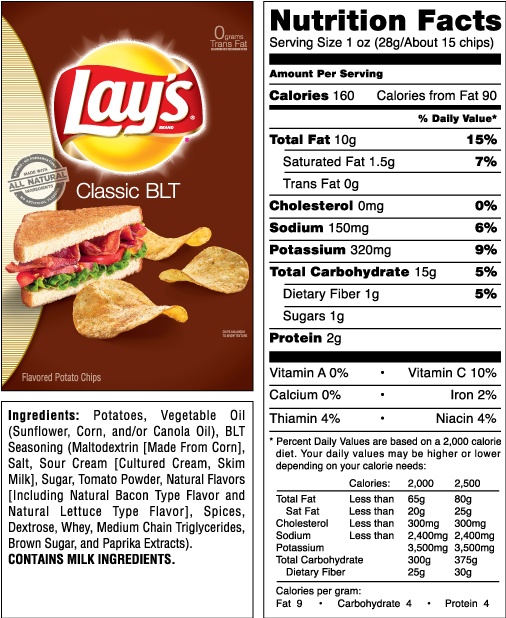 0 grams
Trans Fat
Lay's
BRAND
MADE WITH
ALL NATURAL
INGREDIENTS
Classic BLT
Flavored Potato Chips
Ingredients: Potatoes, Vegetable Oil
(Sunflower, Corn, and/or Canola Oil), BLT
Seasoning (Maltodextrin [Made From Corn],
Salt, Sour Cream [Cultured Cream, Skim
Milk], Sugar, Tomato Powder, Natural Flavors
[Including Natural Bacon Type Flavor and
Natural Lettuce Type Flavor], Spices,
Dextrose, Whey, Medium Chain Triglycerides,
Brown Sugar, and Paprika Extracts).
CONTAINS MILK INGREDIENTS.
Nutrition Facts
Serving Size 1 oz (28g/About 15 chips)
Amount Per Serving
Calories 160 Calories from Fat 90
% Daily Value*
Total Fat 10g 15%
Saturated Fat 1.5g 7%
Trans Fat 0g
Cholesterol 0mg 0%
Sodium 150mg 6%
Potassium 320mg 9%
Total Carbohydrate 15g 5%
Dietary Fiber 1g 5%
Sugars 1g
Protein 2g
Vitamin A 0% • Vitamin C 10%
Calcium 0% • Iron 2%
Thiamin 4% • Niacin 4%
* Percent Daily Values are based on a 2,000 calorie
diet. Your daily values may be higher or lower
depending on your calorie needs:
Calories: 2,000 2,500
Total Fat Less than 65g 80g
Sat Fat Less than 20g 25g
Cholesterol Less than 300mg 300mg
Sodium Less than 2,400mg 2,400mg
Potassium 3,500mg 3,500mg
Total Carbohydrate 300g 375g
Dietary Fiber 25g 30g
Calories per gram:
Fat 9 • Carbohydrate 4 • Protein 4